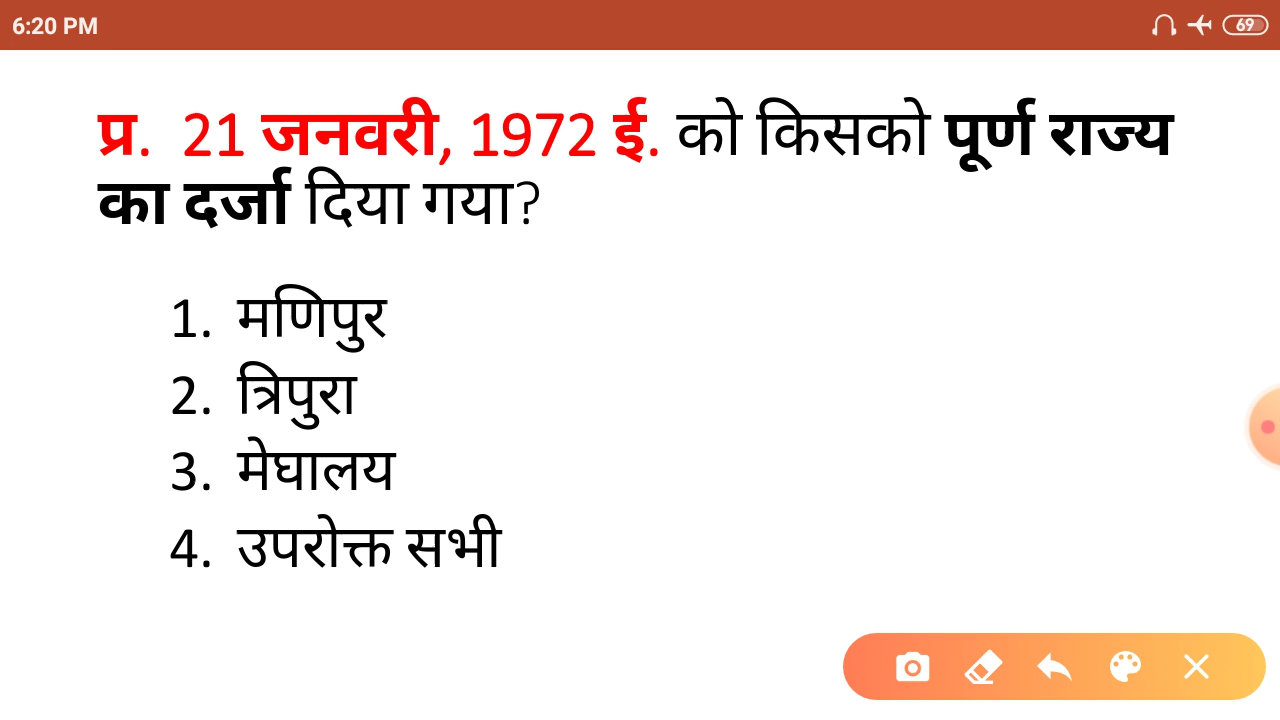 6:20 PM
69
प्र. 21 जनवरी, 1972 ई. को किसको पूर्ण राज्य
का दर्जा दिया गया?
1. मणिपुर
2. त्रिपुरा
3. मेघालय
4. उपरोक्त सभी